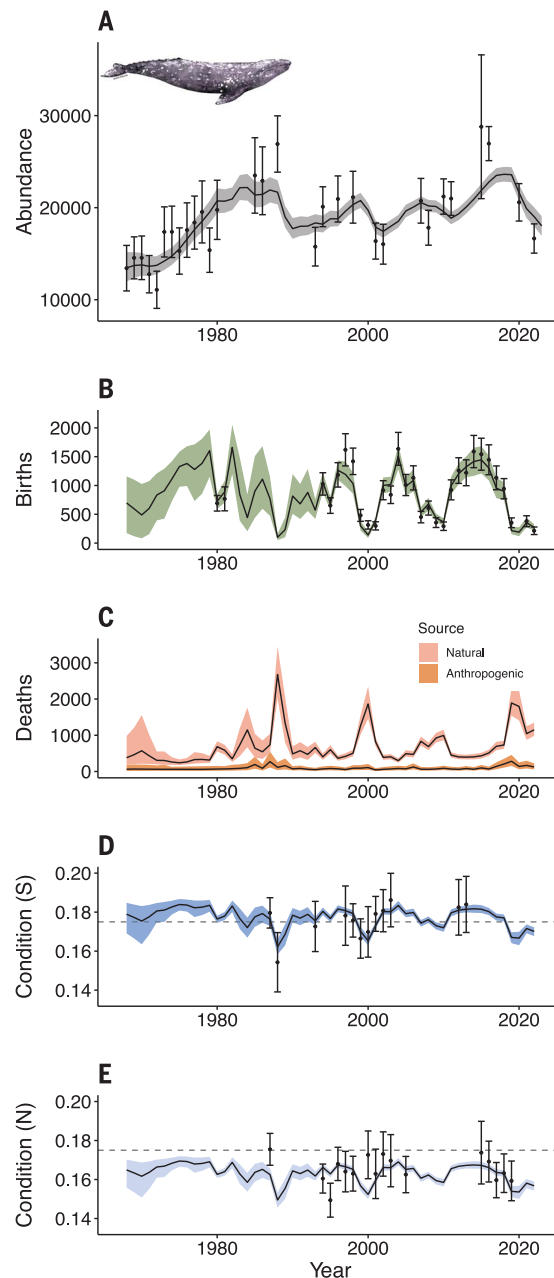 A
Abundance
30000
20000
10000
1980
2000
2020
B
Births
2000
1500
1000
500
0
1980
2000
2020
C
Source
Natural
Anthropogenic
Deaths
3000
2000
1000
0
1980
2000
2020
D
Condition (S)
0.20
0.18
0.16
0.14
1980
2000
2020
E
Condition (N)
0.20
0.18
0.16
0.14
1980
2000
2020
Year